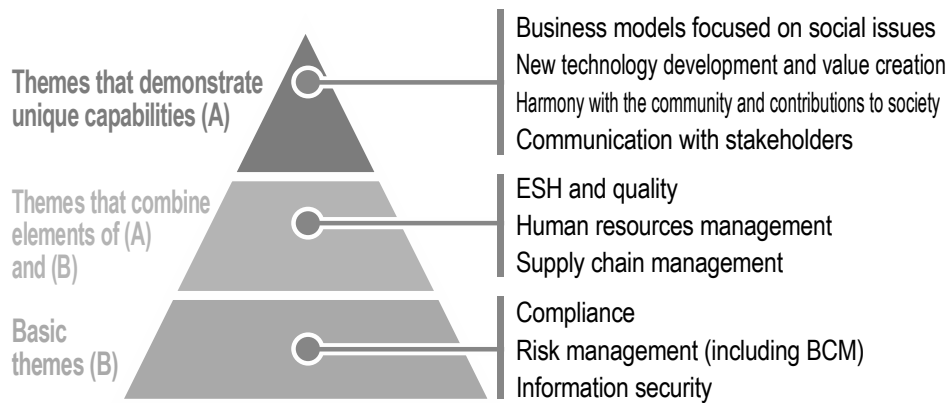 Themes that demonstrate
unique capabilities (A)
Business models focused on social issues
New technology development and value creation
Harmony with the community and contributions to society
Communication with stakeholders
Themes that combine
elements of (A)
and (B)
ESH and quality
Human resources management
Supply chain management
Basic
themes (B)
Compliance
Risk management (including BCM)
Information security